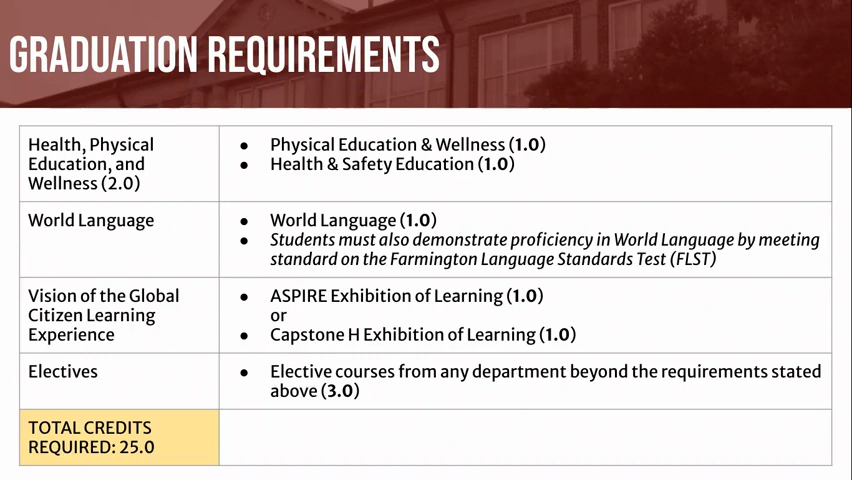 GRADUATION REQUIREMENTS
Health, Physical
Education, and
Wellness (2.0)
● Physical Education & Wellness (1.0)
● Health & Safety Education (1.0)
World Language
● World Language (1.0)
● Students must also demonstrate proficiency in World Language by meeting
standard on the Farmington Language Standards Test (FLST)
Vision of the Global
Citizen Learning
Experience
● ASPIRE Exhibition of Learning (1.0)
or
● Capstone H Exhibition of Learning (1.0)
Electives
● Elective courses from any department beyond the requirements stated
above (3.0)
TOTAL CREDITS
REQUIRED: 25.0